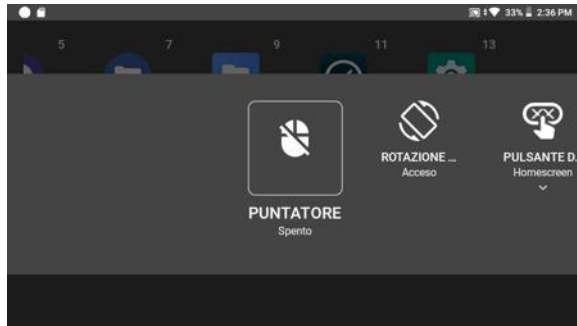 33% 2:36 PM
5 7 9 11 13
ROTAZIONE ... PULSANTE D.
Acceso Homescreen
PUNTATORE
Spento